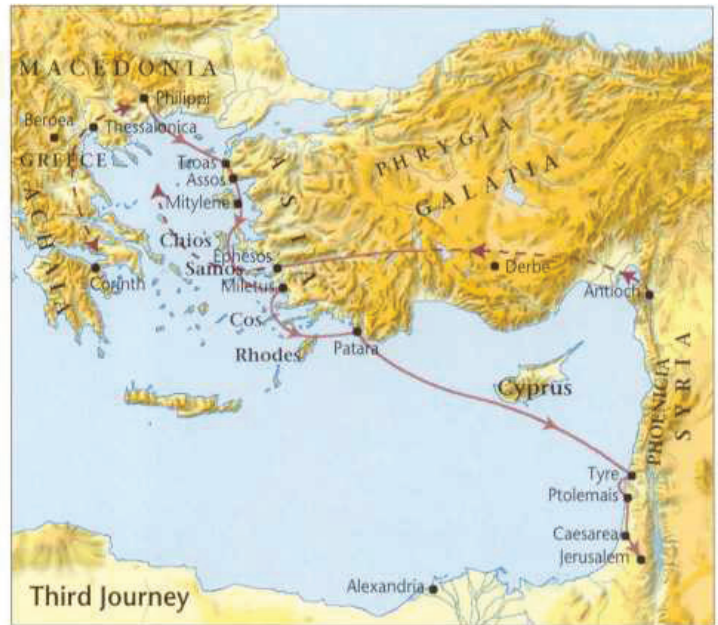 MACEDONIA
Philippi
Beroea
Thessalonica
GREECE
Troas
Assos
ASIA
PHRYGIA
GALATIA
Mitylene
ACHAIA
Chios
Ephesos
Samos
Derbe
Corinth
Miletus
Antioch
Cos
Rhodes
Patara
Cyprus
PHOENICIA
SYRIA
Tyre
Ptolemais
Caesarea
Jerusalem
Alexandria
Third Journey